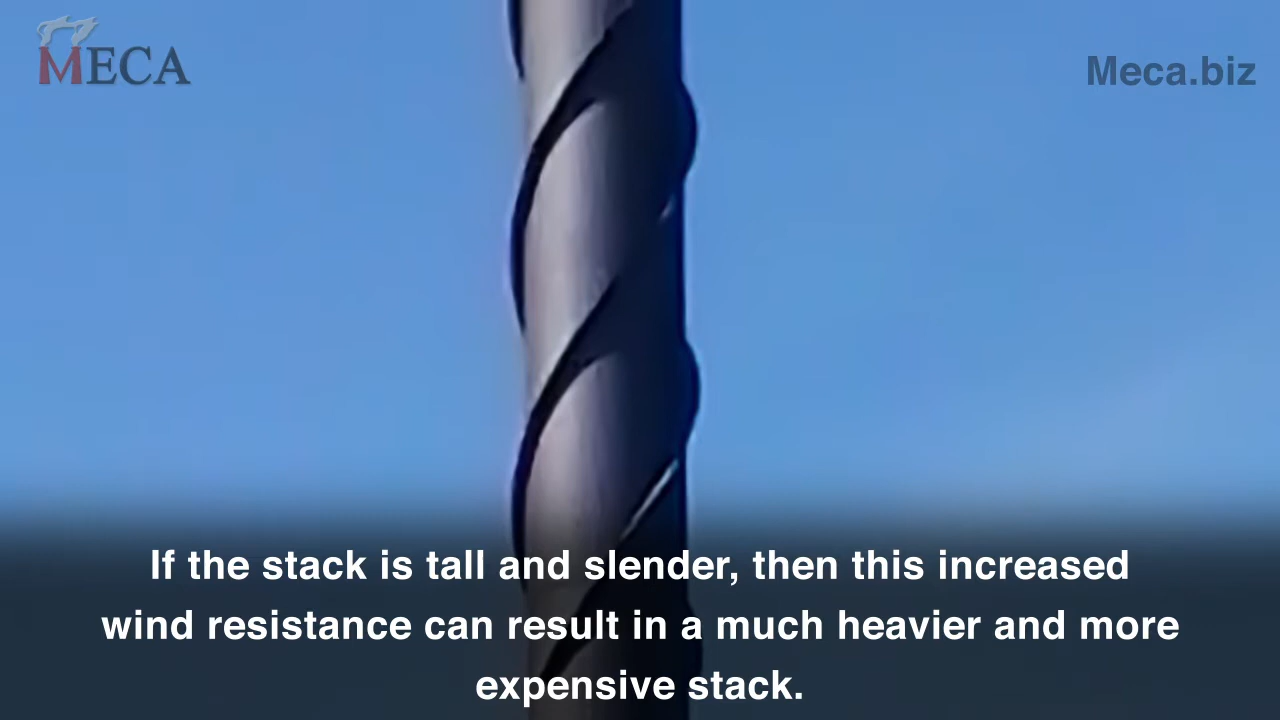 MECA
Meca.biz
If the stack is tall and slender, then this increased
wind resistance can result in a much heavier and more
expensive stack.